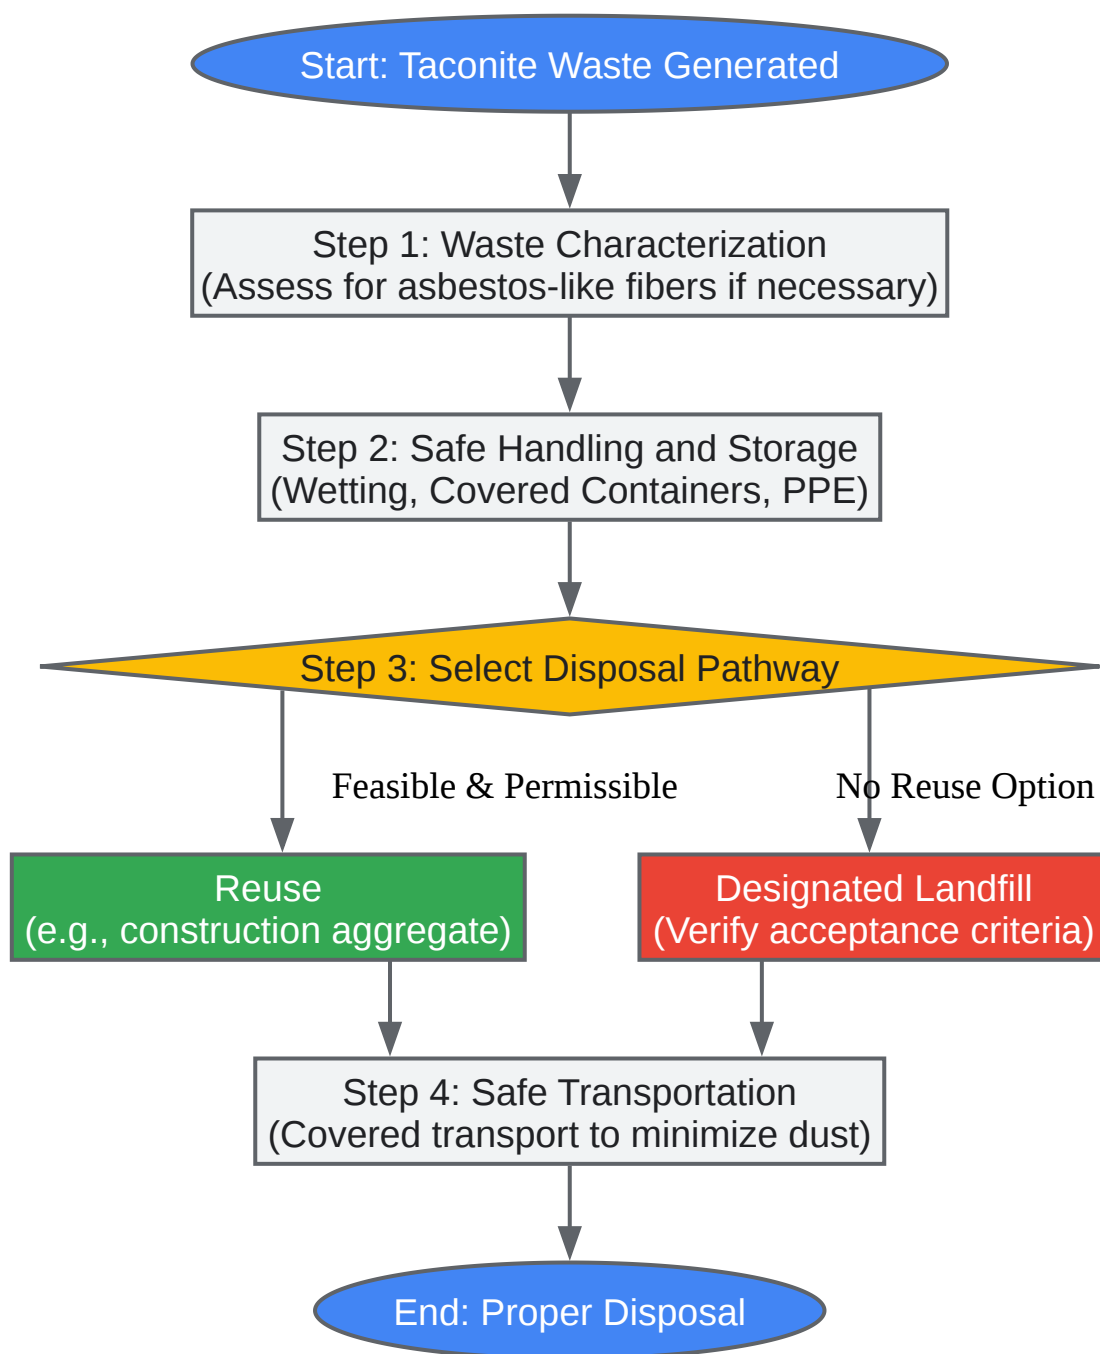 Start: Taconite Waste Generated
Step 1: Waste Characterization
(Assess for asbestos-like fibers if necessary)
Step 2: Safe Handling and Storage
(Wetting, Covered Containers, PPE)
Step 3: Select Disposal Pathway
Feasible & Permissible
No Reuse Option
Reuse
(e.g., construction aggregate)
Designated Landfill
(Verify acceptance criteria)
Step 4: Safe Transportation
(Covered transport to minimize dust)
End: Proper Disposal